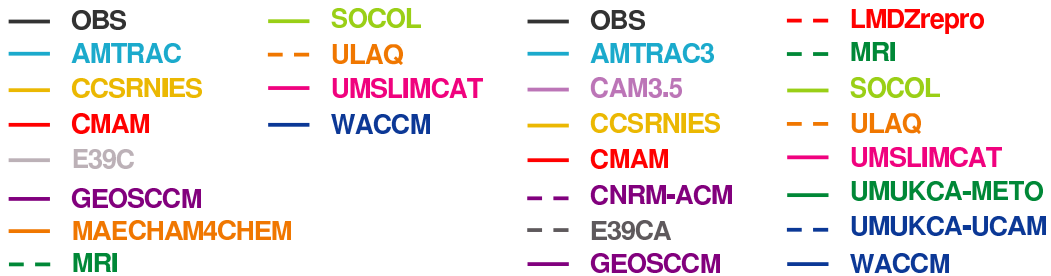 OBS
AMTRAC
CCSRNIES
CMAM
E39C
GEOSCCM
MAECHAM4CHEM
MRI
SOCOL
ULAQ
UMSLIMCAT
WACCM
OBS
AMTRAC3
CAM3.5
CCSRNIES
CMAM
CNRM-ACM
E39CA
GEOSCCM
LMDZrepro
MRI
SOCOL
ULAQ
UMSLIMCAT
UMUKCA-METO
UMUKCA-UCAM
WACCM